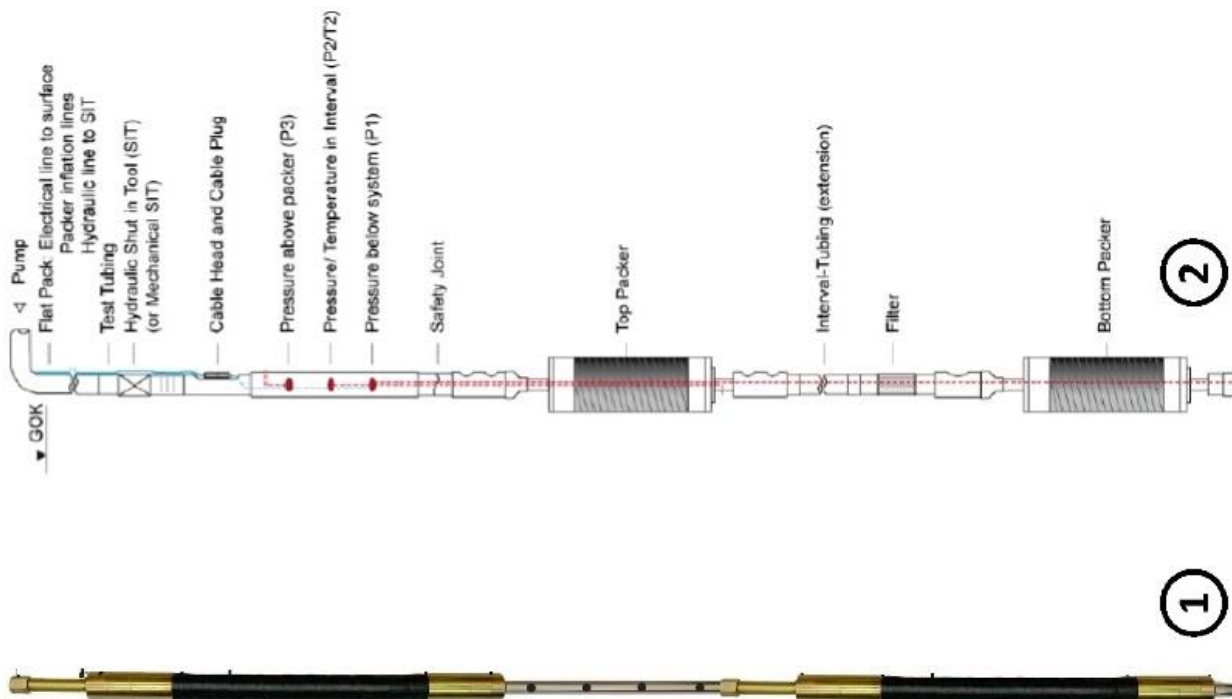 ◁ Pump
▼ GOK
Flat Pack: Electrical line to surface
Packer inflation lines
Hydraulic line to SIT
Test Tubing
Hydraulic Shut in Tool (SIT)
(or Mechanical SIT)
Cable Head and Cable Plug
Pressure above packer (P3)
Pressure/ Temperature in Interval (P2/T2)
Pressure below system (P1)
Safety Joint
Top Packer
Interval-Tubing (extension)
Filter
Bottom Packer
2
1